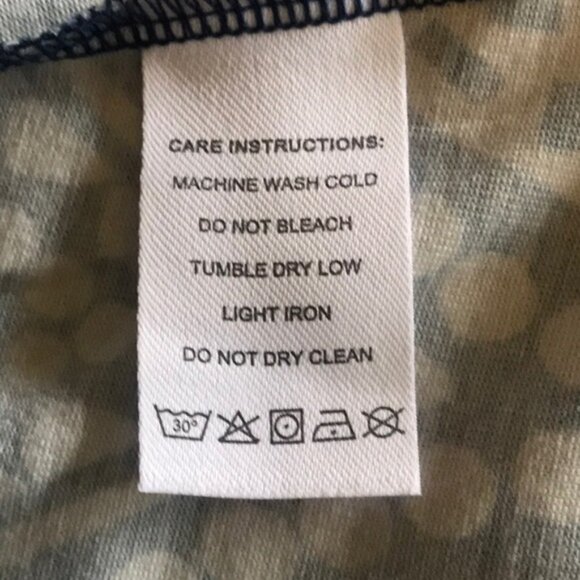 CARE INSTRUCTIONS:
MACHINE WASH COLD
DO NOT BLEACH
TUMBLE DRY LOW
LIGHT IRON
DO NOT DRY CLEAN
30°